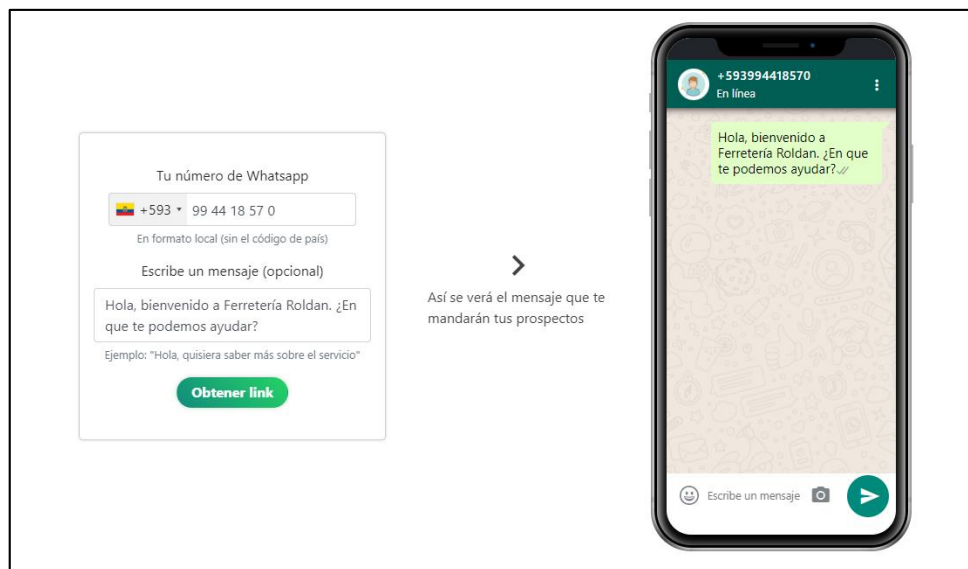 Tu número de Whatsapp
+593 99 44 18 57 0
En formato local (sin el código de país)
Escribe un mensaje (opcional)
Hola, bienvenido a Ferretería Roldan. ¿En
que te podemos ayudar?
Ejemplo: "Hola, quisiera saber más sobre el servicio"
Obtener link
Así se verá el mensaje que te
mandarán tus prospectos
+593994418570
En línea
Hola, bienvenido a
Ferretería Roldan. ¿En que
te podemos ayudar?
Escribe un mensaje